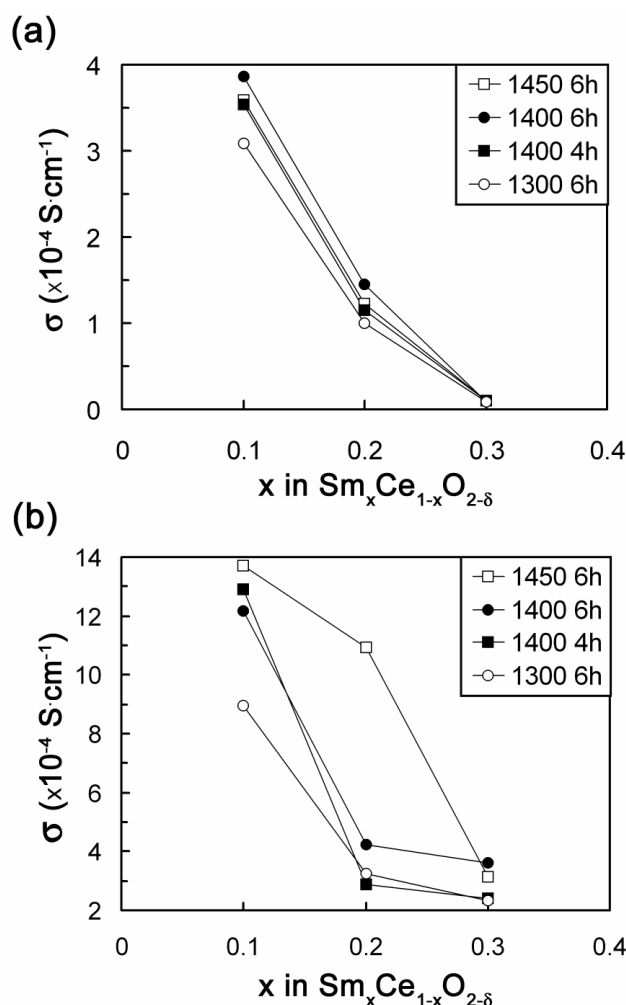 (a)
4
3
2
1
0
σ (×10⁻⁴ S·cm⁻¹)
1450 6h
1400 6h
1400 4h
1300 6h
0 0.1 0.2 0.3 0.4
x in SmₓCe₁₋ₓO₂₋δ
(b)
14
12
10
8
6
4
2
σ (×10⁻⁴ S·cm⁻¹)
1450 6h
1400 6h
1400 4h
1300 6h
0 0.1 0.2 0.3 0.4
x in SmₓCe₁₋ₓO₂₋δ